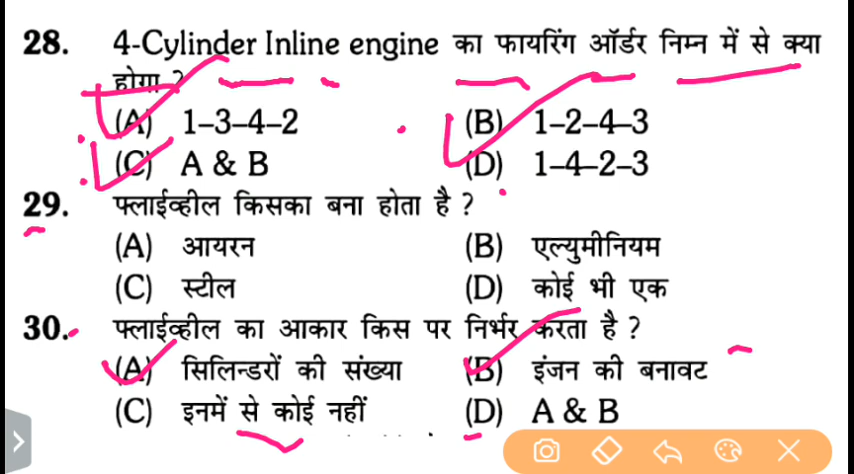 28. 4-Cylinder Inline engine का फायरिंग ऑर्डर निम्न में से क्या
होगा ?
(A) 1–3–4–2 (B) 1–2–4–3
(C) A & B (D) 1–4–2–3
29. फ्लाईव्हील किसका बना होता है ?
(A) आयरन (B) एल्युमीनियम
(C) स्टील (D) कोई भी एक
30. फ्लाईव्हील का आकार किस पर निर्भर करता है ?
(A) सिलिन्डरों की संख्या (B) इंजन की बनावट
(C) इनमें से कोई नहीं (D) A & B